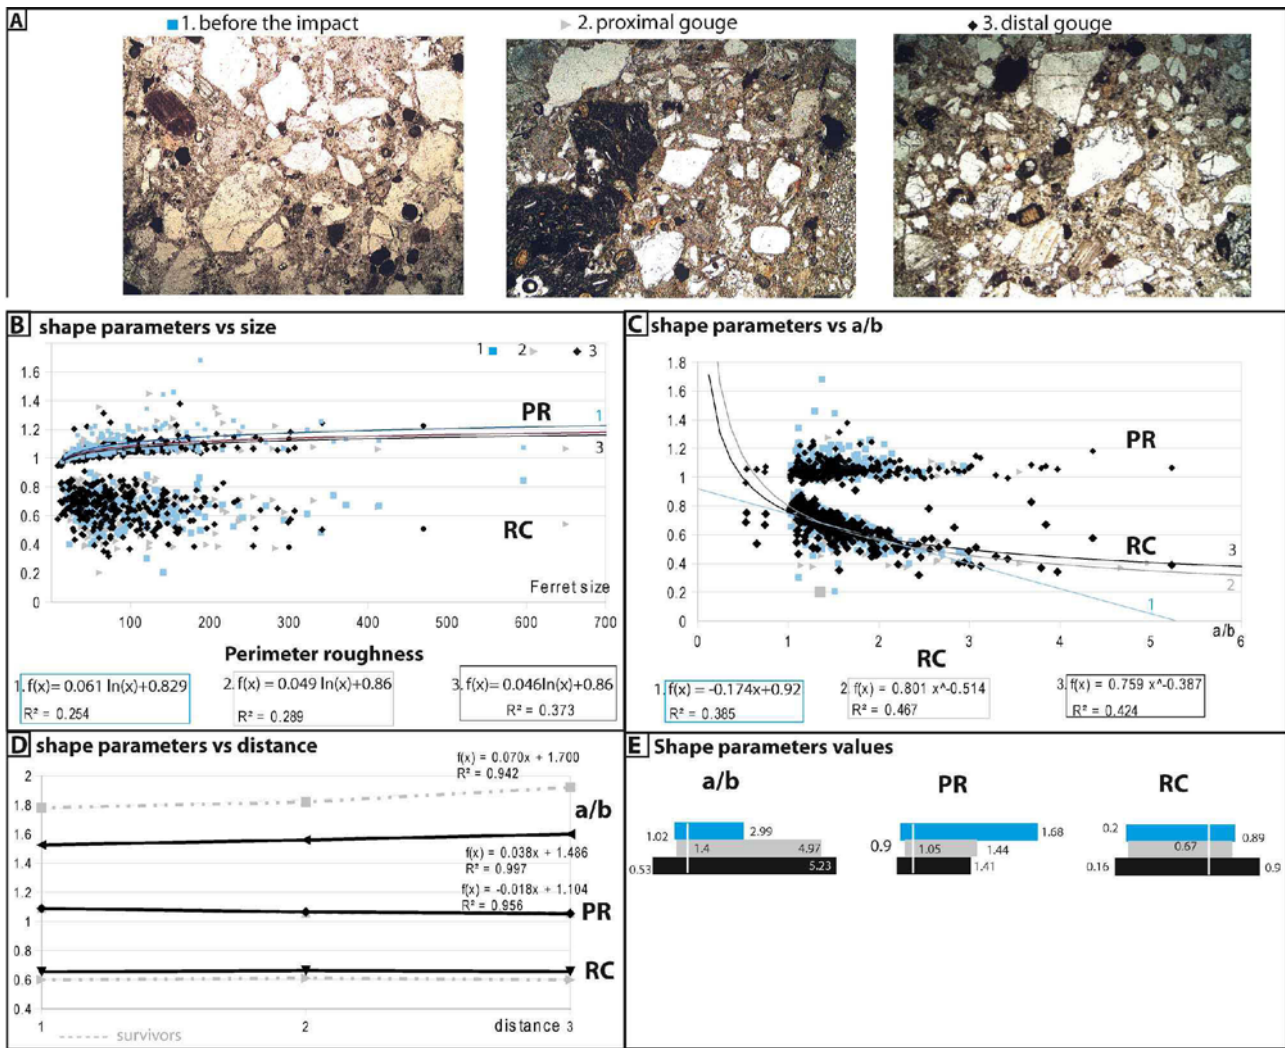 A
1. before the impact
2. proximal gouge
3. distal gouge
B shape parameters vs size
1 2 3
1.6
1.4
1.2
1
0.8
0.6
0.4
0.2
0
PR
1
3
RC
Ferret size
100 200 300 400 500 600 700
Perimeter roughness
1. f(x)= 0.061 ln(x)+0.829
R² = 0.254
2. f(x) = 0.049 ln(x)+0.86
R² = 0.289
3. f(x)= 0.046ln(x)+0.86
R² = 0.373
C shape parameters vs a/b
1.8
1.6
1.4
1.2
1
0.8
0.6
0.4
0.2
0
PR
RC
3
2
1
a/b
0 1 2 3 4 5 6
RC
1. f(x) = -0.174x+0.92
R² = 0.385
2. f(x) = 0.801 x^-0.514
R² = 0.467
3. f(x) = 0.759 x^-0.387
R² = 0.424
D shape parameters vs distance
2
1.8
1.6
1.4
1.2
1
0.8
0.6
0.4
f(x) = 0.070x + 1.700
R² = 0.942
a/b
f(x) = 0.038x + 1.486
R² = 0.997
f(x) = -0.018x + 1.104
R² = 0.956
PR
RC
1 2 distance 3
survivors
E Shape parameters values
a/b PR RC
1.02 2.99
1.4 4.97
0.53 5.23
1.68
0.9 1.05 1.44
1.41
0.2 0.89
0.67
0.16 0.9